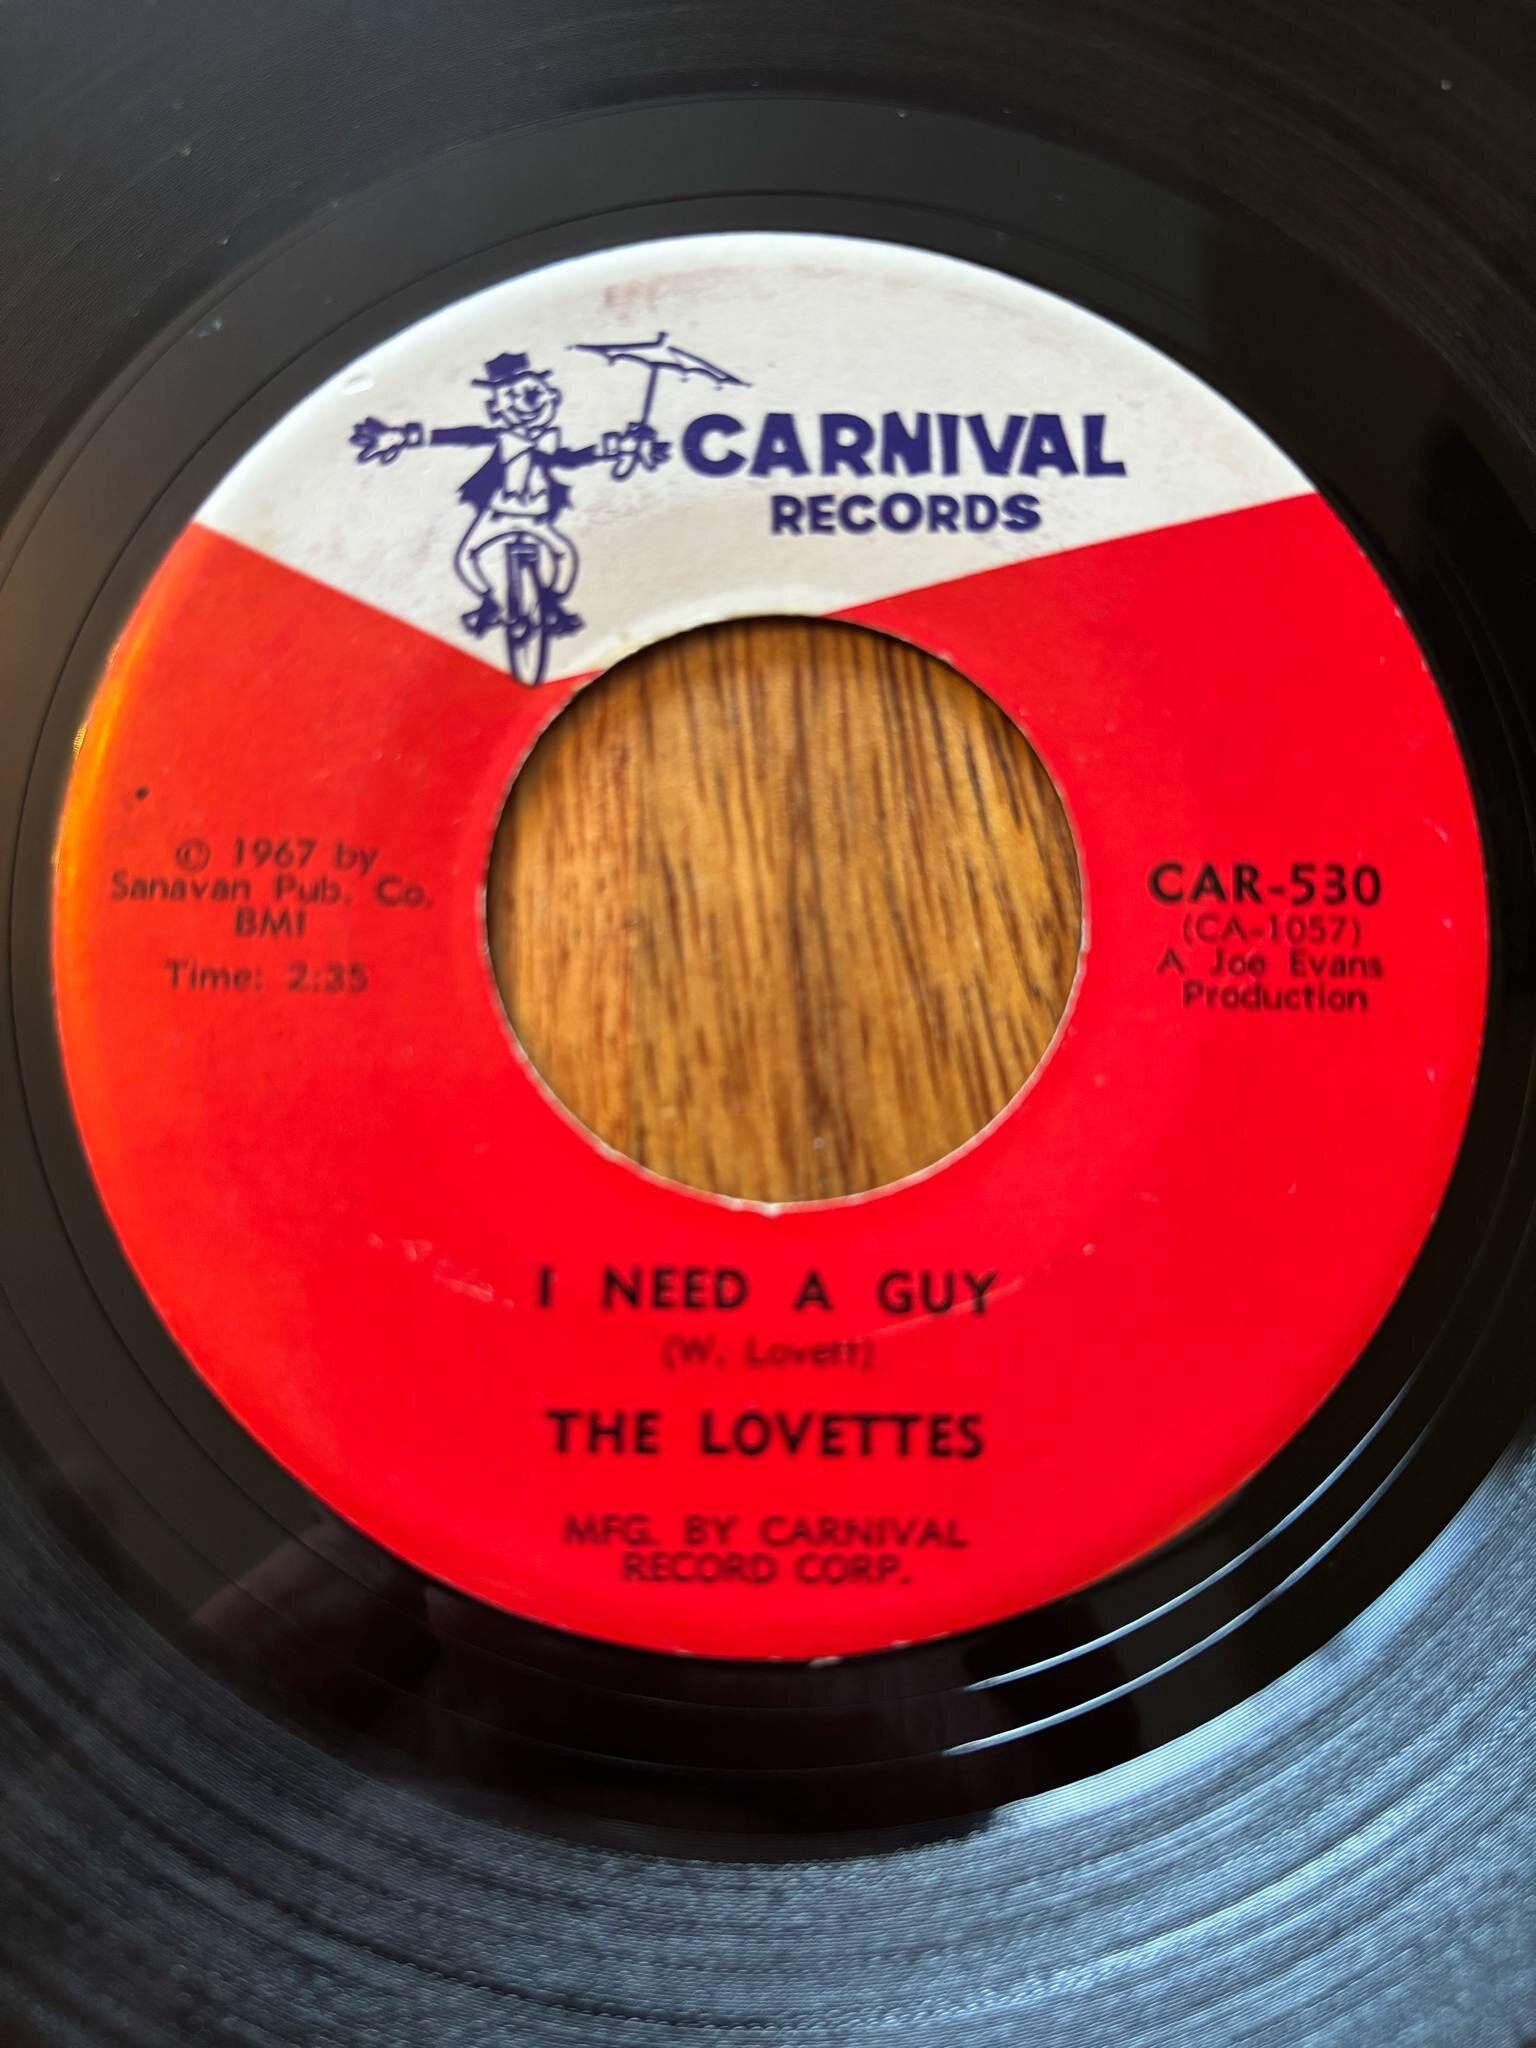 CARNIVAL
RECORDS
© 1967 by
Sanavan Pub. Co.
BMI
Time: 2:35
CAR-530
(CA-1057)
A Joe Evans
Production
I NEED A GUY
(W. Lovett)
THE LOVETTES
MFG. BY CARNIVAL
RECORD CORP.